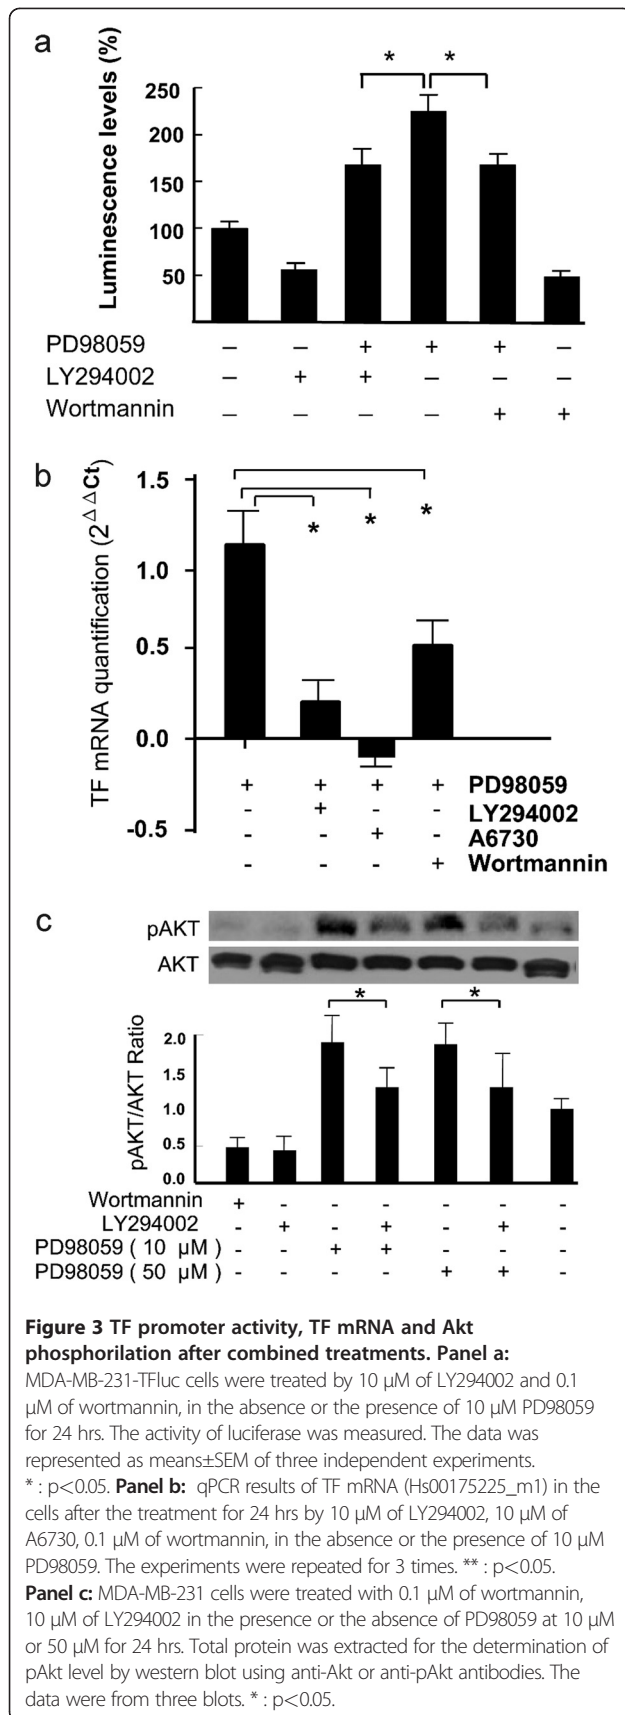 a
Luminescence levels (%)
* *
250
200
150
100
50
PD98059 – – + + + –
LY294002 – + + – – –
Wortmannin – – – – + +
b
TF mRNA quantification (2^ΔΔCt)
1.5
1.0
0.5
0.0
-0.5
* * *
+ + + + PD98059
- + - - LY294002
- - + - A6730
- - - + Wortmannin
c
pAKT
AKT
* *
pAKT/AKT Ratio
2.0
1.5
1.0
0.5
0.0
Wortmannin + - - - - - -
LY294002 - + - + - + -
PD98059 ( 10 µM ) - - + + - - -
PD98059 ( 50 µM ) - - - - + + -
Figure 3 TF promoter activity, TF mRNA and Akt
phosphorilation after combined treatments. Panel a:
MDA-MB-231-TFluc cells were treated by 10 µM of LY294002 and 0.1
µM of wortmannin, in the absence or the presence of 10 µM PD98059
for 24 hrs. The activity of luciferase was measured. The data was
represented as means±SEM of three independent experiments.
* : p<0.05. Panel b: qPCR results of TF mRNA (Hs00175225_m1) in the
cells after the treatment for 24 hrs by 10 µM of LY294002, 10 µM of
A6730, 0.1 µM of wortmannin, in the absence or the presence of 10 µM
PD98059. The experiments were repeated for 3 times. ** : p<0.05.
Panel c: MDA-MB-231 cells were treated with 0.1 µM of wortmannin,
10 µM of LY294002 in the presence or the absence of PD98059 at 10 µM
or 50 µM for 24 hrs. Total protein was extracted for the determination of
pAkt level by western blot using anti-Akt or anti-pAkt antibodies. The
data were from three blots. * : p<0.05.